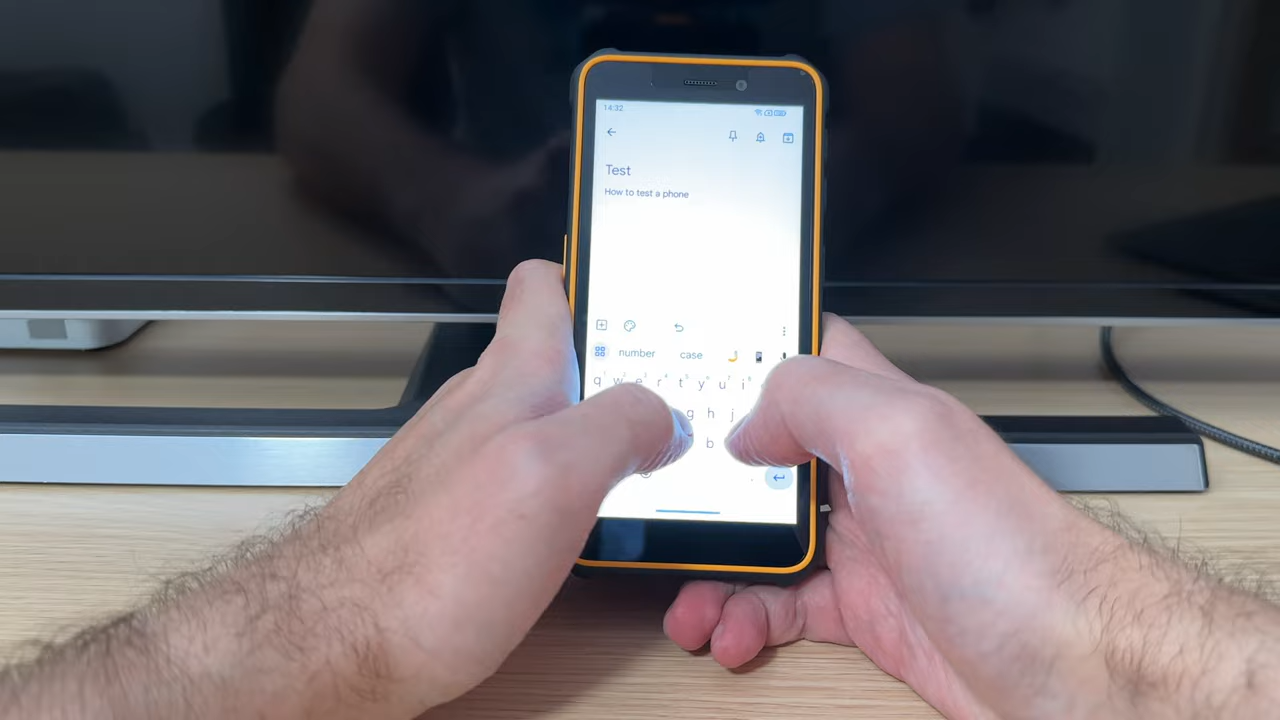 14:32
Test
How to test a phone
number case
q w e r t y u i
g h j
b